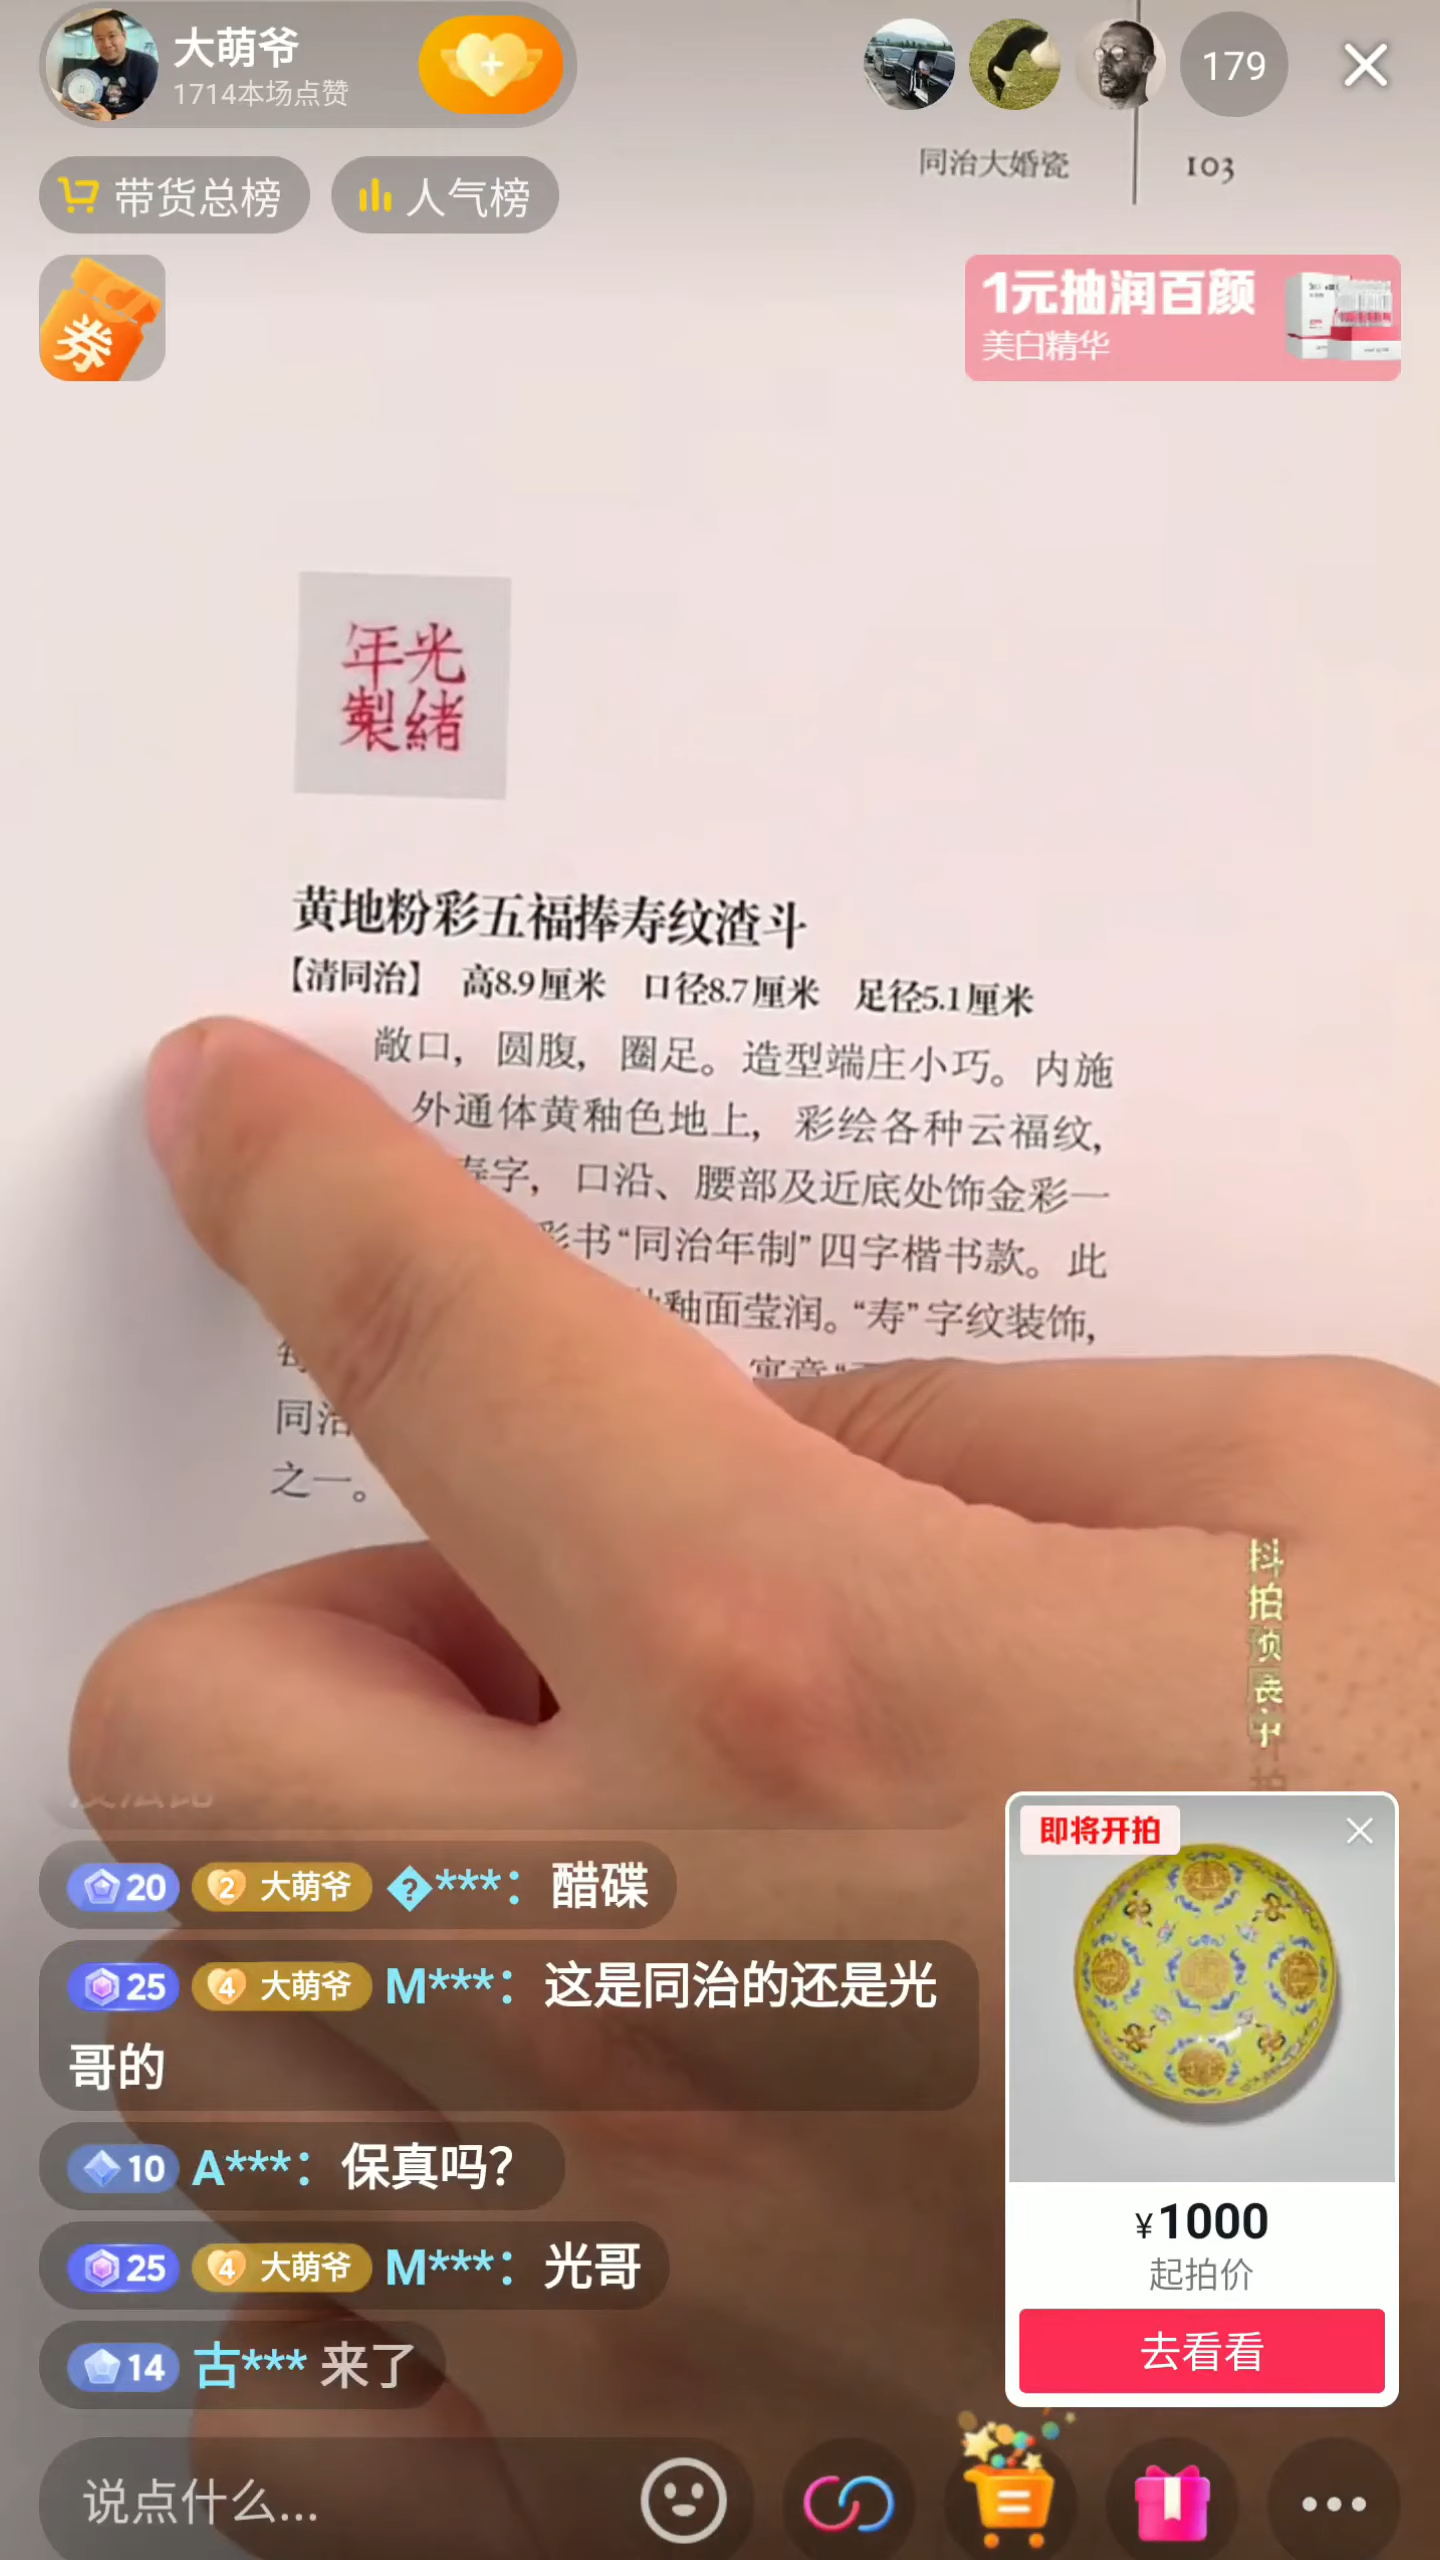 大萌爷
1714本场点赞
179
同治大婚瓷
103
带货总榜
人气榜
券
1元抽润百颜
美白精华
年光
製緒
黄地粉彩五福捧寿纹渣斗
【清同治】 高8.9厘米 口径8.7厘米 足径5.1厘米
敞口，圆腹，圈足。造型端庄小巧。内施
外通体黄釉色地上，彩绘各种云福纹，
寿字，口沿、腰部及近底处饰金彩一
彩书“同治年制”四字楷书款。此
釉面莹润。“寿”字纹装饰，
寓意“
同治
之一。
抖拍预展中
即将开拍
20 2 大萌爷 ***：醋碟
25 4 大萌爷 M***：这是同治的还是光
哥的
10 A***：保真吗？
25 4 大萌爷 M***：光哥
14 古*** 来了
¥1000
起拍价
去看看
说点什么...